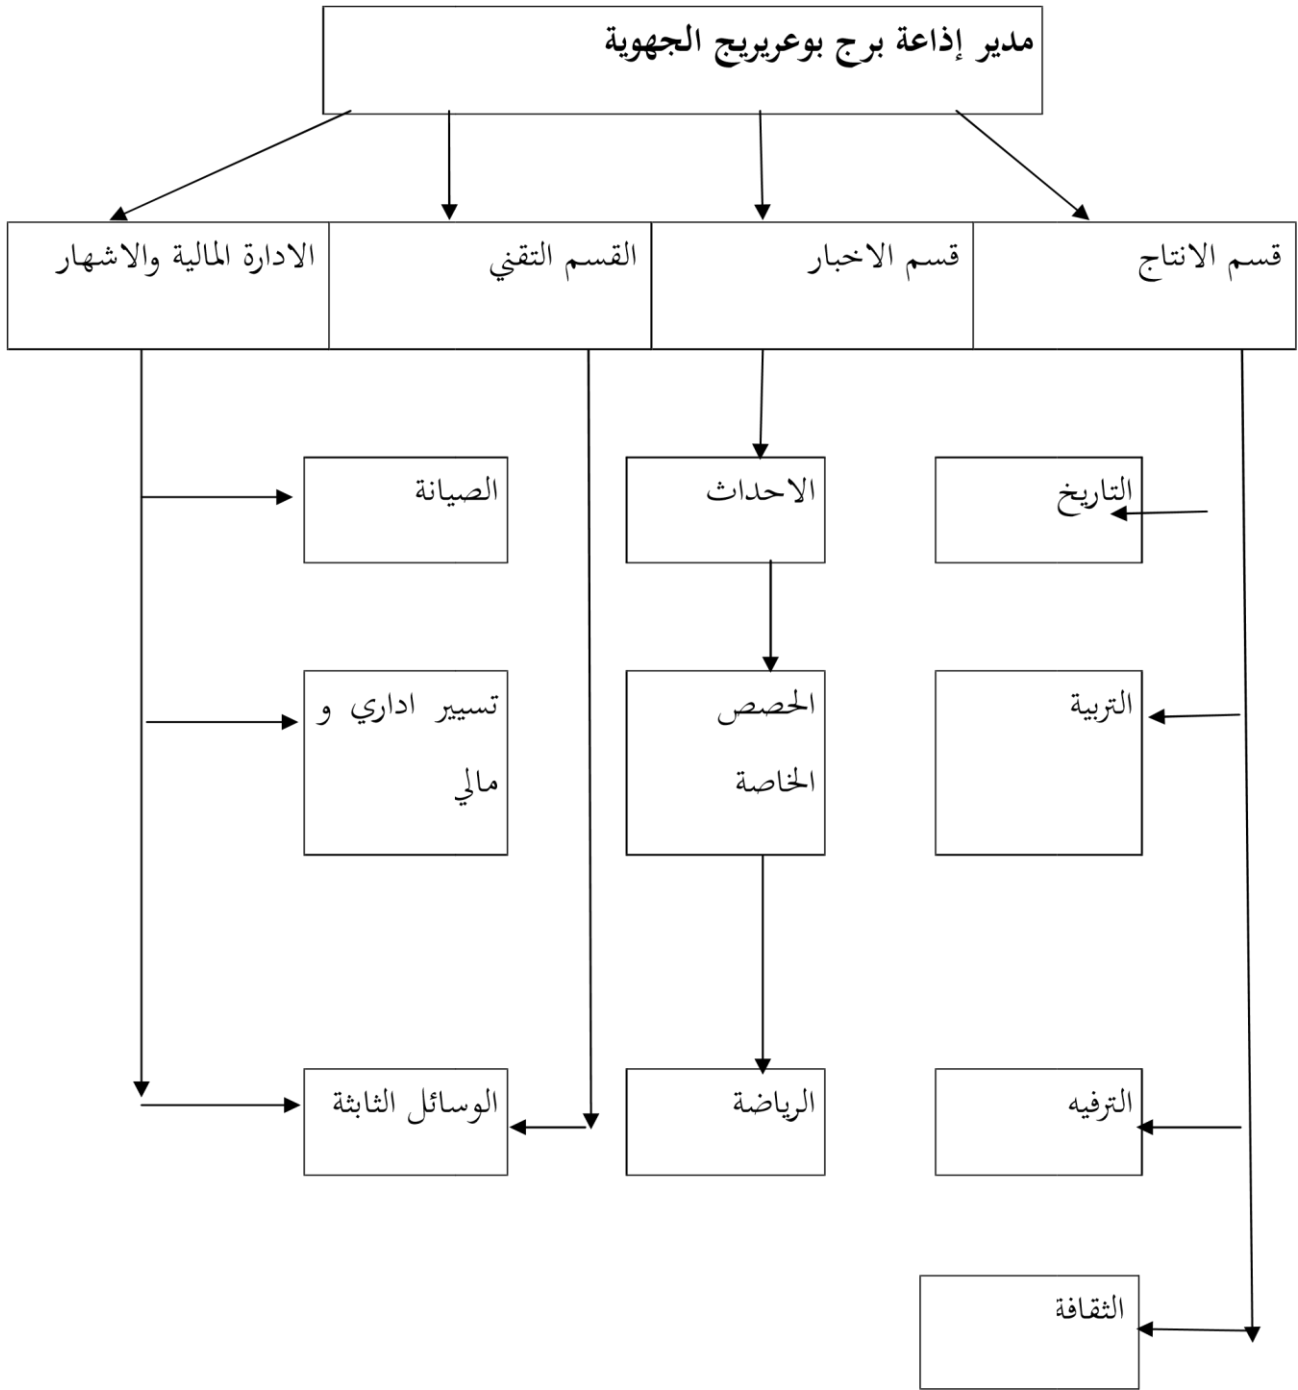 مدير إذاعة برج بوعريريج الجهوية
قسم الانتاج
قسم الاخبار
القسم التقني
الادارة المالية والاشهار
التاريخ
الاحداث
الصيانة
التربية
الحصص
الخاصة
تسيير اداري و
مالي
الترفيه
الرياضة
الوسائل الثابثة
الثقافة